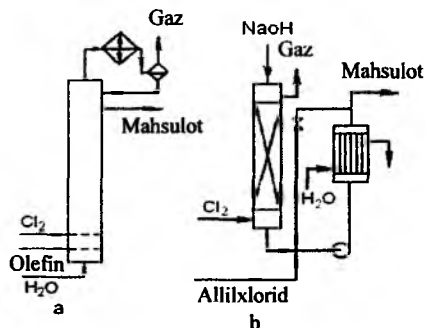 Gaz
Mahsulot
Cl₂
Olefin
H₂O
a
NaoH
Gaz
Mahsulot
Cl₂
H₂O
Allilxlorid
b